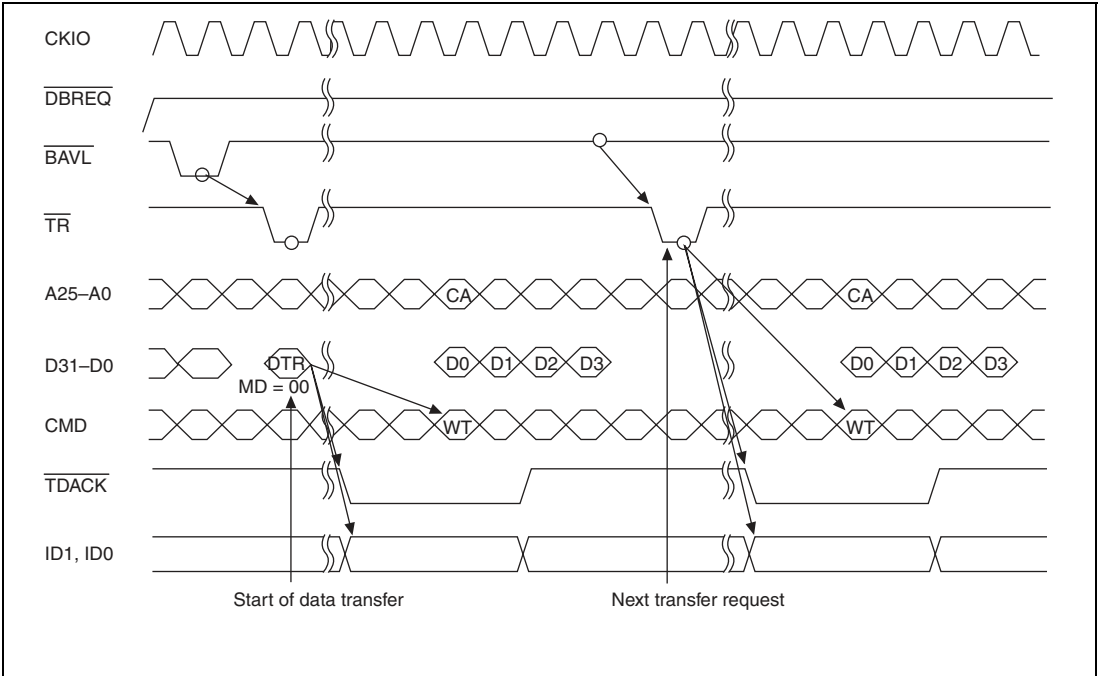 CKIO
DBREQ
BAVL
TR
A25–A0 CA CA
D31–D0 DTR D0 D1 D2 D3 D0 D1 D2 D3
MD = 00
CMD WT WT
TDACK
ID1, ID0
Start of data transfer Next transfer request